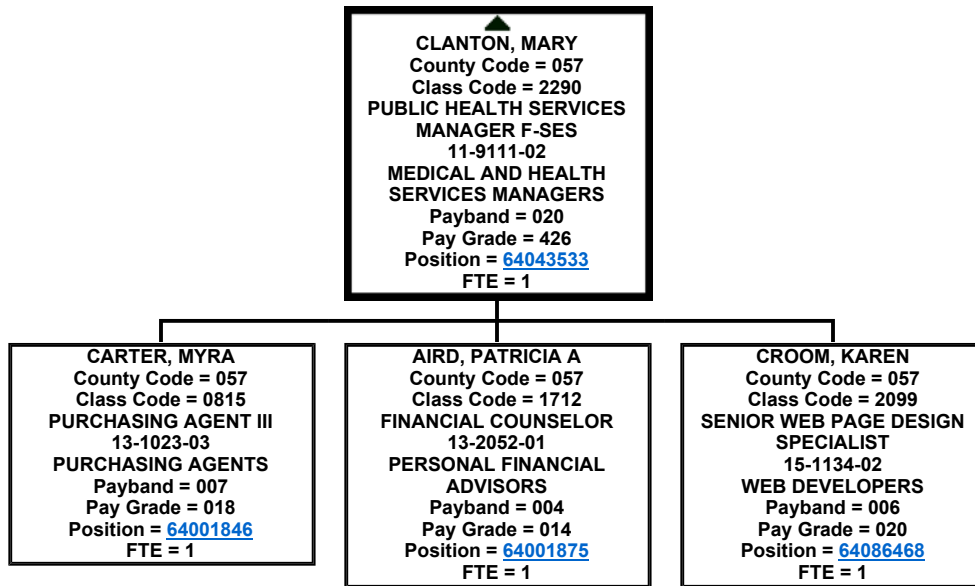 CLANTON, MARY
County Code = 057
Class Code = 2290
PUBLIC HEALTH SERVICES
MANAGER F-SES
11-9111-02
MEDICAL AND HEALTH
SERVICES MANAGERS
Payband = 020
Pay Grade = 426
Position = 64043533
FTE = 1
CARTER, MYRA
County Code = 057
Class Code = 0815
PURCHASING AGENT III
13-1023-03
PURCHASING AGENTS
Payband = 007
Pay Grade = 018
Position = 64001846
FTE = 1
AIRD, PATRICIA A
County Code = 057
Class Code = 1712
FINANCIAL COUNSELOR
13-2052-01
PERSONAL FINANCIAL
ADVISORS
Payband = 004
Pay Grade = 014
Position = 64001875
FTE = 1
CROOM, KAREN
County Code = 057
Class Code = 2099
SENIOR WEB PAGE DESIGN
SPECIALIST
15-1134-02
WEB DEVELOPERS
Payband = 006
Pay Grade = 020
Position = 64086468
FTE = 1